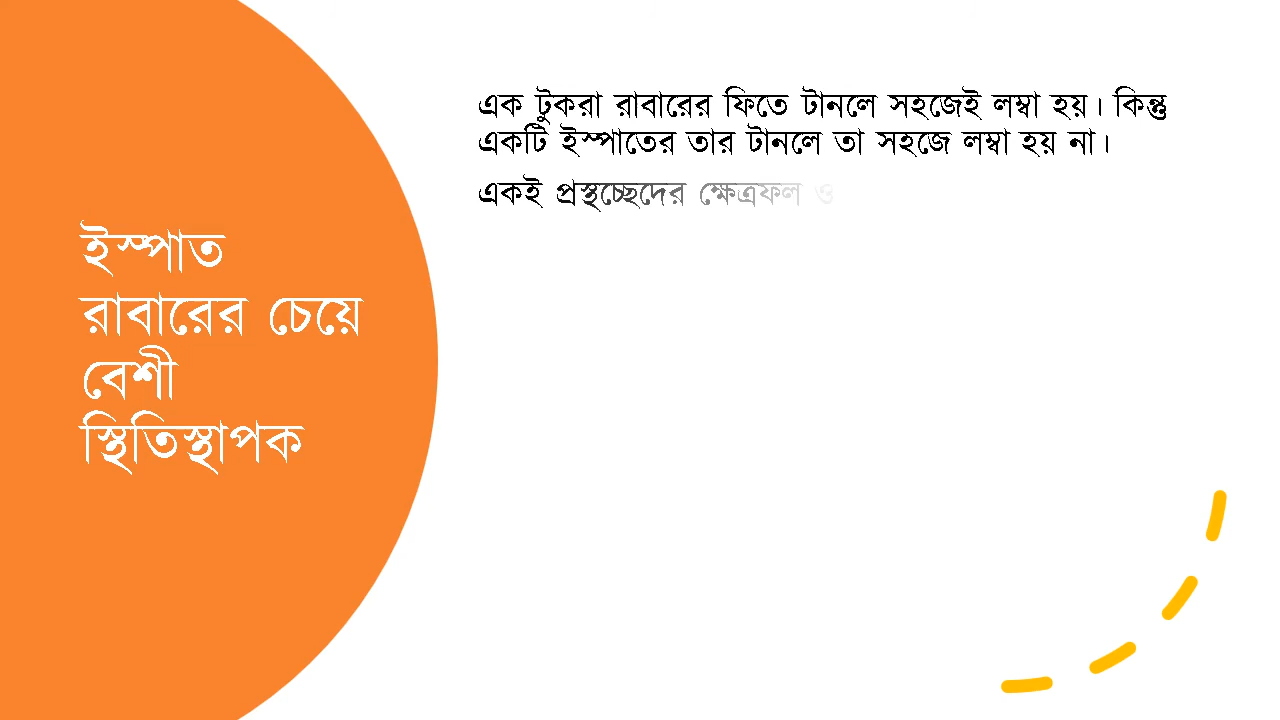 ইস্পাত
রাবারের চেয়ে
বেশী
স্থিতিস্থাপক
এক টুকরা রাবারের ফিতে টানলে সহজেই লম্বা হয়। কিন্তু
একটি ইস্পাতের তার টানলে তা সহজে লম্বা হয় না।
একই প্রস্থচ্ছেদের ক্ষেত্রফল ও